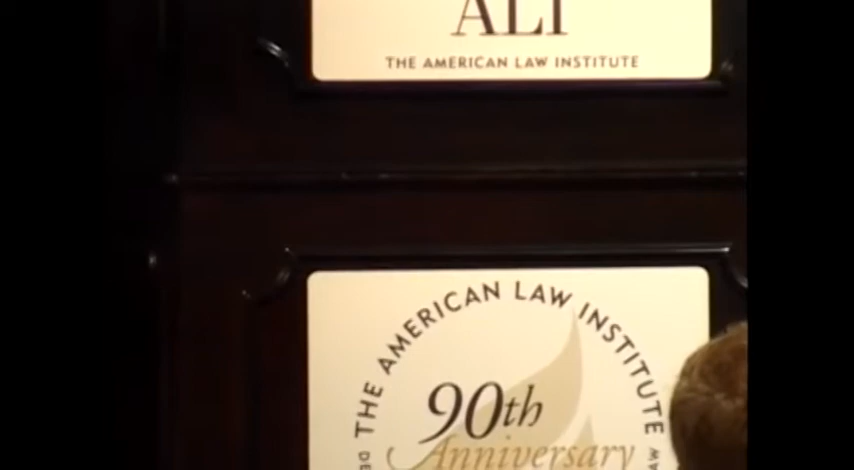 ALI
THE AMERICAN LAW INSTITUTE
THE AMERICAN LAW INSTITUTE
90th
Anniversary